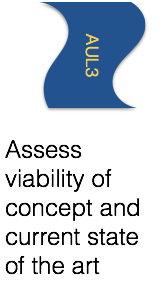 AUL3
Assess
viability of
concept and
current state
of the art